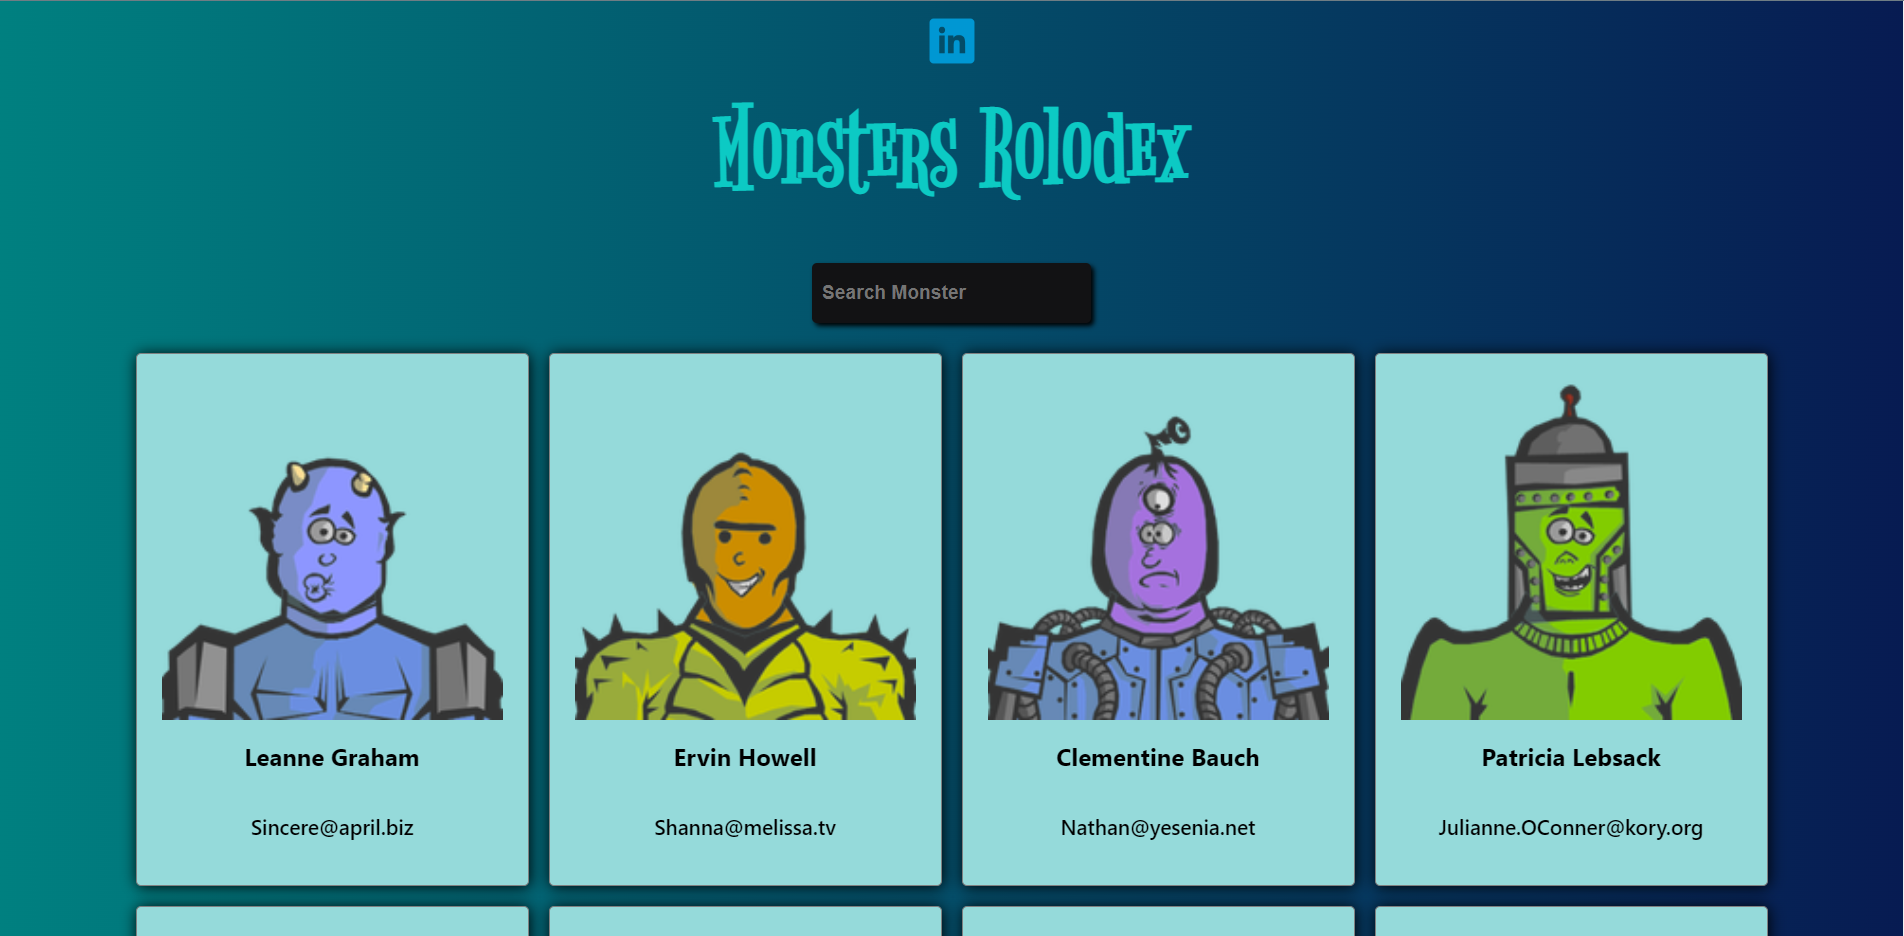 in
Monsters Rolodex
Search Monster
Leanne Graham
Sincere@april.biz
Ervin Howell
Shanna@melissa.tv
Clementine Bauch
Nathan@yesenia.net
Patricia Lebsack
Julianne.OConner@kory.org